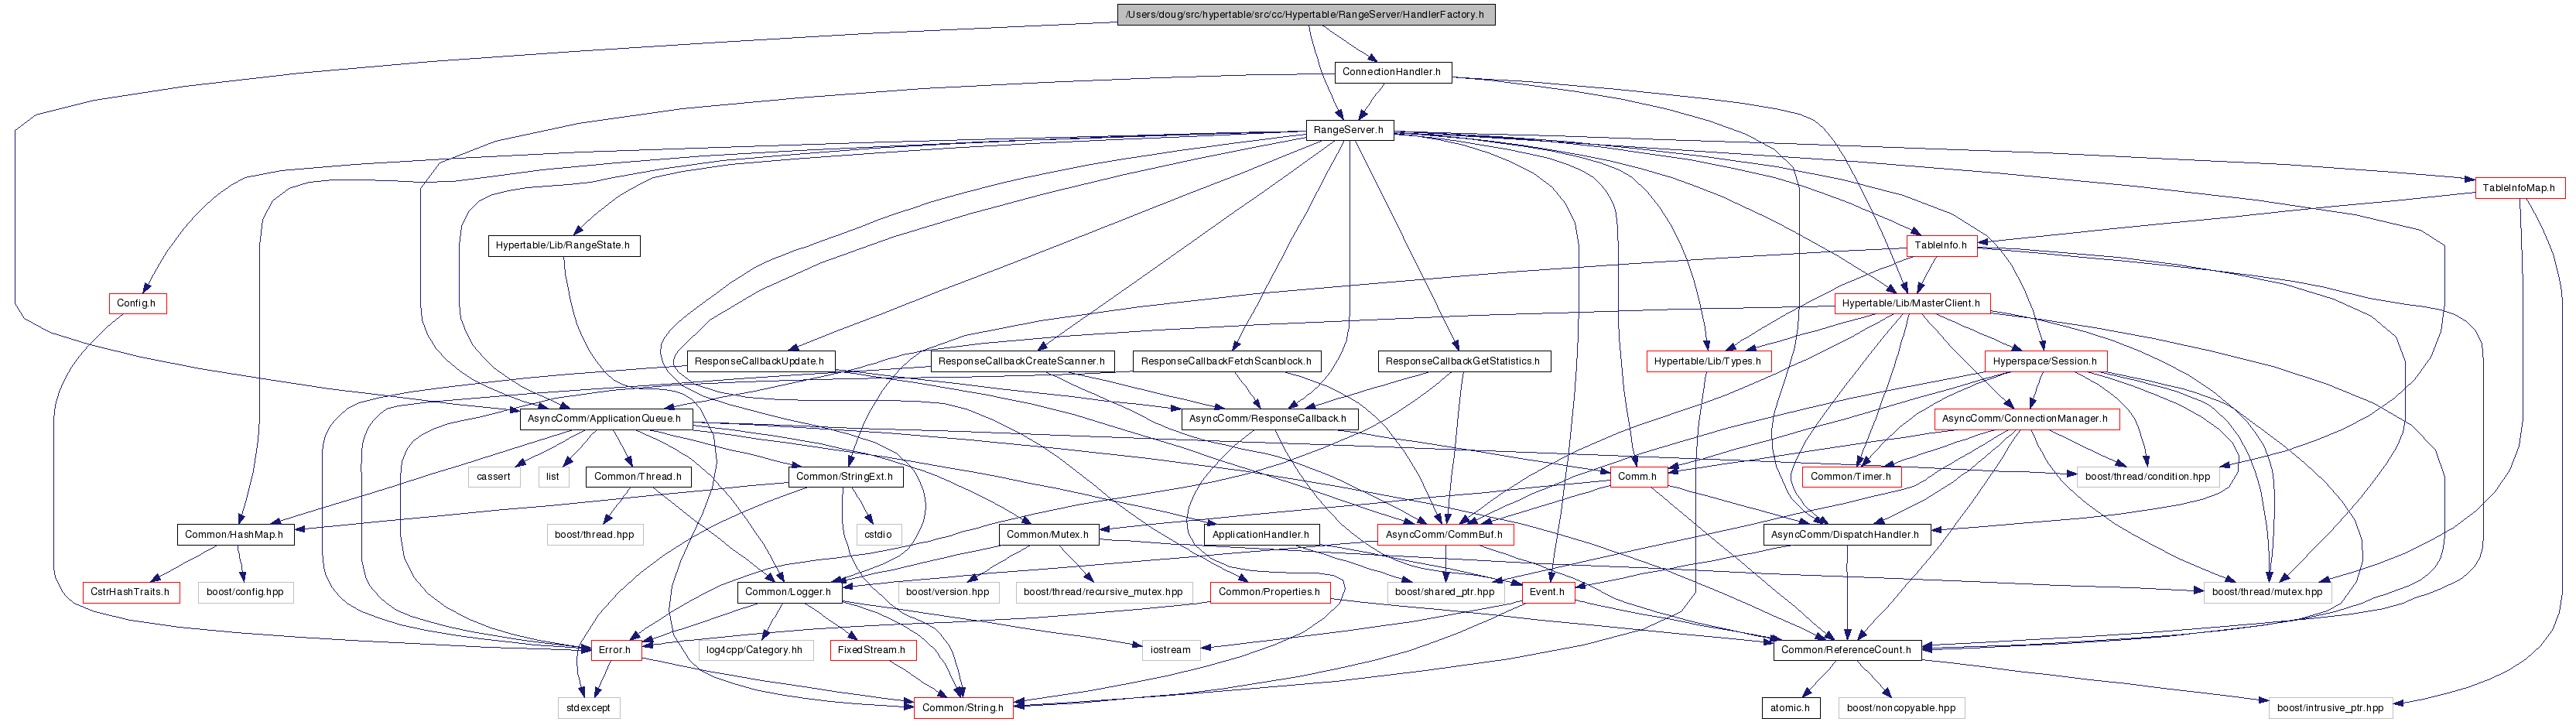 /Users/doug/src/hypertable/src/cc/Hypertable/RangeServer/HandlerFactory.h
ConnectionHandler.h
RangeServer.h
TableInfoMap.h
Hypertable/Lib/RangeState.h
TableInfo.h
Config.h
Hypertable/Lib/MasterClient.h
ResponseCallbackUpdate.h
ResponseCallbackCreateScanner.h
ResponseCallbackFetchScanblock.h
ResponseCallbackGetStatistics.h
Hypertable/Lib/Types.h
Hyperspace/Session.h
AsyncComm/ApplicationQueue.h
AsyncComm/ResponseCallback.h
AsyncComm/ConnectionManager.h
cassert
list
Common/Thread.h
Common/StringExt.h
Comm.h
Common/Timer.h
boost/thread/condition.hpp
Common/HashMap.h
boost/thread.hpp
cstdio
Common/Mutex.h
ApplicationHandler.h
AsyncComm/CommBuf.h
AsyncComm/DispatchHandler.h
CstrHashTraits.h
boost/config.hpp
Common/Logger.h
boost/version.hpp
boost/thread/recursive_mutex.hpp
Common/Properties.h
boost/shared_ptr.hpp
Event.h
boost/thread/mutex.hpp
Error.h
log4cpp/Category.hh
FixedStream.h
iostream
Common/ReferenceCount.h
stdexcept
Common/String.h
atomic.h
boost/noncopyable.hpp
boost/intrusive_ptr.hpp